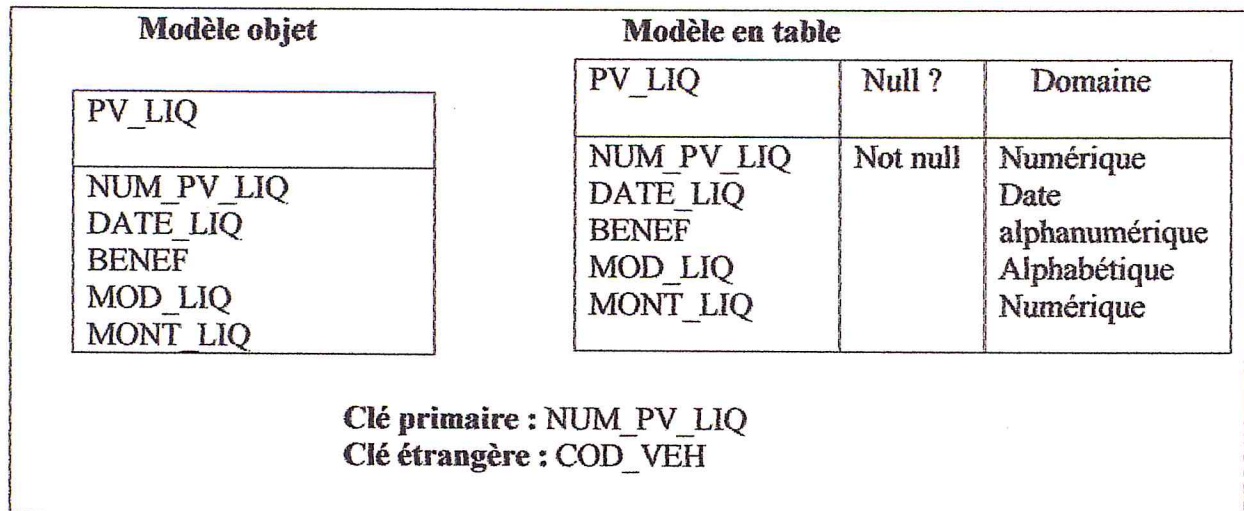 Modèle objet
Modèle en table
PV_LIQ
NUM_PV_LIQ
DATE_LIQ
BENEF
MOD_LIQ
MONT_LIQ
PV_LIQ Null ? Domaine
NUM_PV_LIQ Not null Numérique
DATE_LIQ Date
BENEF alphanumérique
MOD_LIQ Alphabétique
MONT_LIQ Numérique
Clé primaire : NUM_PV_LIQ
Clé étrangère : COD_VEH